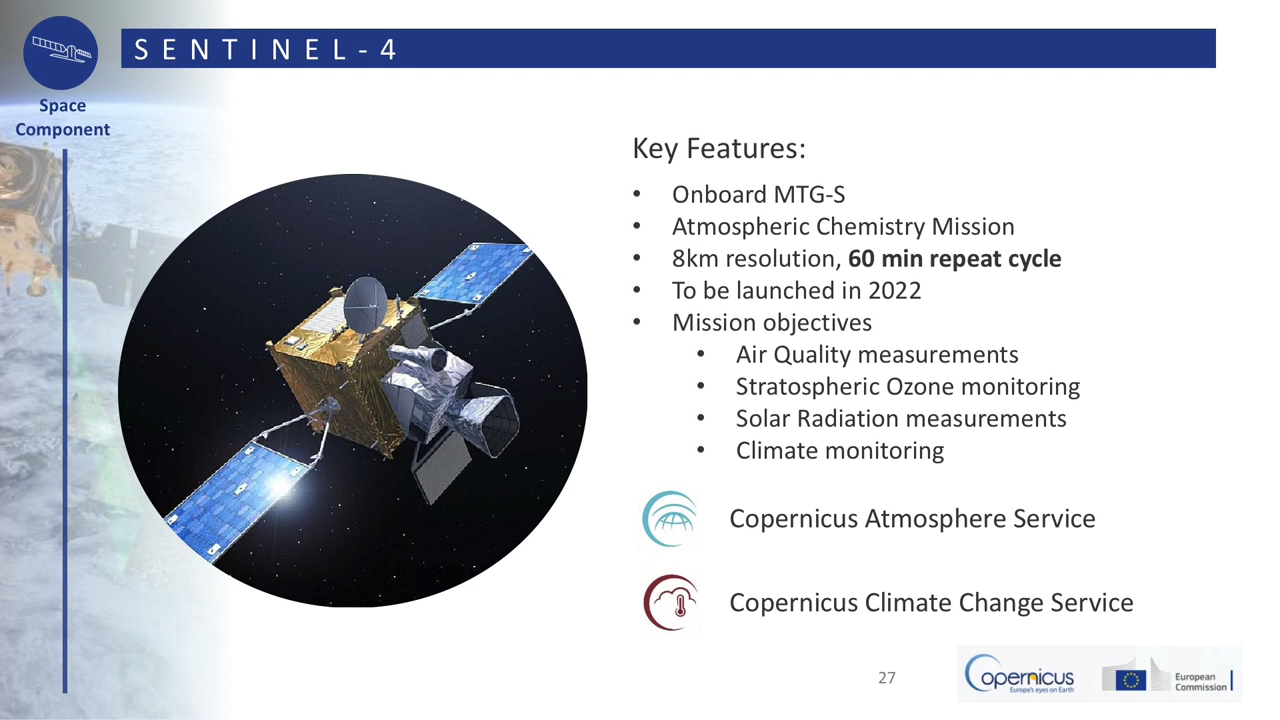 SENTINEL-4
Space
Component
Key Features:
• Onboard MTG-S
• Atmospheric Chemistry Mission
• 8km resolution, 60 min repeat cycle
• To be launched in 2022
• Mission objectives
• Air Quality measurements
• Stratospheric Ozone monitoring
• Solar Radiation measurements
• Climate monitoring
Copernicus Atmosphere Service
Copernicus Climate Change Service
27
Copernicus
Europe's eyes on Earth
European
Commission